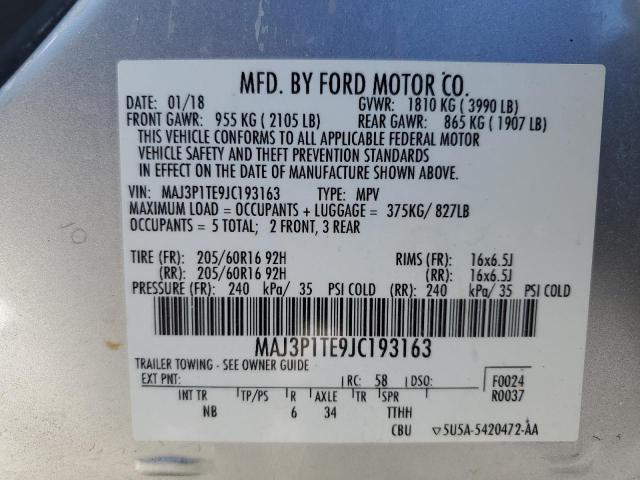 MFD. BY FORD MOTOR CO.
DATE: 01/18 GVWR: 1810 KG ( 3990 LB)
FRONT GAWR: 955 KG ( 2105 LB) REAR GAWR: 865 KG ( 1907 LB)
THIS VEHICLE CONFORMS TO ALL APPLICABLE FEDERAL MOTOR
VEHICLE SAFETY AND THEFT PREVENTION STANDARDS
IN EFFECT ON THE DATE OF MANUFACTURE SHOWN ABOVE.
VIN: MAJ3P1TE9JC193163 TYPE: MPV
MAXIMUM LOAD = OCCUPANTS + LUGGAGE = 375KG/ 827LB
OCCUPANTS = 5 TOTAL; 2 FRONT, 3 REAR
TIRE (FR): 205/60R16 92H RIMS (FR): 16x6.5J
(RR): 205/60R16 92H (RR): 16x6.5J
PRESSURE (FR): 240 kPa/ 35 PSI COLD (RR): 240 kPa/ 35 PSI COLD
MAJ3P1TE9JC193163
TRAILER TOWING - SEE OWNER GUIDE
EXT PNT: RC: 58 DSO: F0024
INT TR TP/PS R AXLE TR SPR R0037
NB 6 34 TTHH
CBU ▽5U5A-5420472-AA